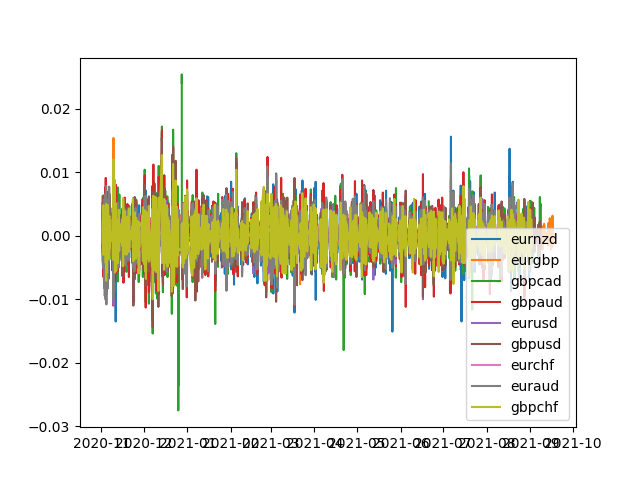 0.02
0.01
0.00
−0.01
−0.02
−0.03
2020-11
2020-12
2021-01
2021-02
2021-03
2021-04
2021-05
2021-06
2021-07
2021-08
2021-09
2021-10
eurnzd
eurgbp
gbpcad
gbpaud
eurusd
gbpusd
eurchf
euraud
gbpchf